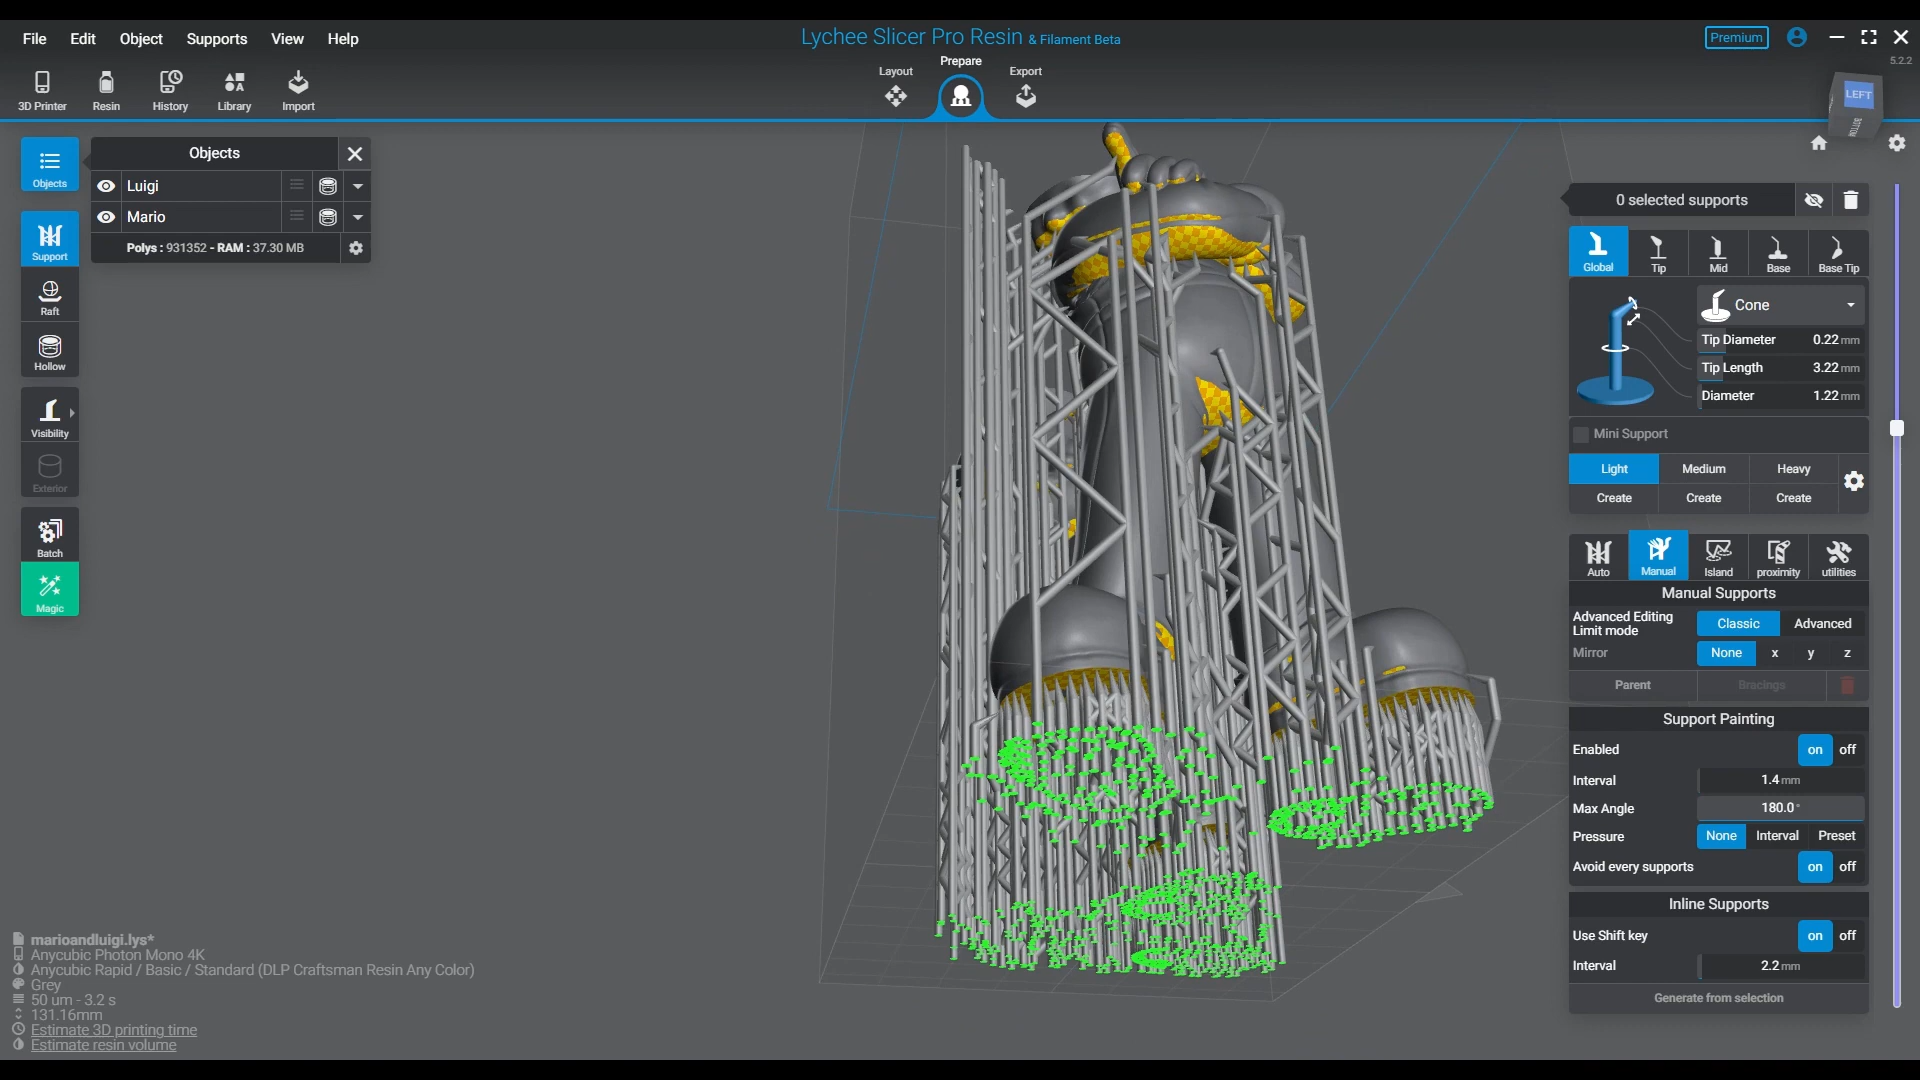 File Edit Object Supports View Help
Lychee Slicer Pro Resin & Filament Beta
Premium
5.2.2
3D Printer Resin History Library Import
Layout Prepare Export
LEFT
BOTTOM
Objects
Objects
Luigi
Mario
Polys : 931352 - RAM : 37.30 MB
Support
Raft
Hollow
Visibility
Exterior
Batch
Magic
0 selected supports
Global Tip Mid Base Base Tip
Cone
Tip Diameter 0.22 mm
Tip Length 3.22 mm
Diameter 1.22 mm
Mini Support
Light Medium Heavy
Create Create Create
Auto Manual Island proximity utilities
Manual Supports
Advanced Editing
Limit mode
Classic Advanced
Mirror None x y z
Parent Bracings
Support Painting
Enabled on off
Interval 1.4 mm
Max Angle 180.0 °
Pressure None Interval Preset
Avoid every supports on off
Inline Supports
Use Shift key on off
Interval 2.2 mm
Generate from selection
marioandluigi.lys*
Anycubic Photon Mono 4K
Anycubic Rapid / Basic / Standard (DLP Craftsman Resin Any Color)
Grey
50 um - 3.2 s
131.16mm
Estimate 3D printing time
Estimate resin volume